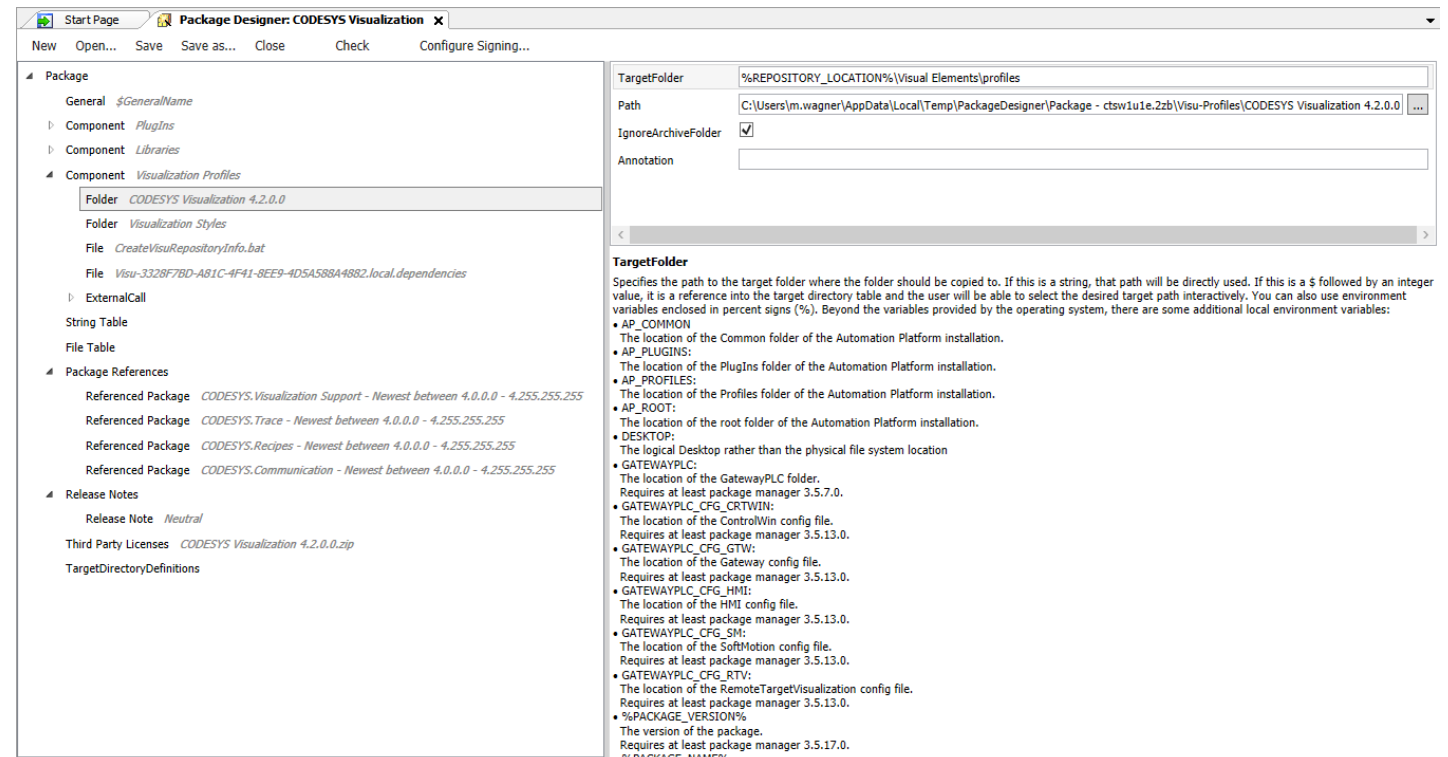 Start Page
Package Designer: CODESYS Visualization x
New Open... Save Save as... Close Check Configure Signing...
Package
General $GeneralName
Component PlugIns
Component Libraries
Component Visualization Profiles
Folder CODESYS Visualization 4.2.0.0
Folder Visualization Styles
File CreateVisuRepositoryInfo.bat
File Visu-3328F7BD-A81C-4F41-8EE9-4D5A588A4882.local.dependencies
ExternalCall
String Table
File Table
Package References
Referenced Package CODESYS.Visualization Support - Newest between 4.0.0.0 - 4.255.255.255
Referenced Package CODESYS.Trace - Newest between 4.0.0.0 - 4.255.255.255
Referenced Package CODESYS.Recipes - Newest between 4.0.0.0 - 4.255.255.255
Referenced Package CODESYS.Communication - Newest between 4.0.0.0 - 4.255.255.255
Release Notes
Release Note Neutral
Third Party Licenses CODESYS Visualization 4.2.0.0.zip
TargetDirectoryDefinitions
TargetFolder %REPOSITORY_LOCATION%\Visual Elements\profiles
Path C:\Users\m.wagner\AppData\Local\Temp\PackageDesigner\Package - ctsw1u1e.2zb\Visu-Profiles\CODESYS Visualization 4.2.0.0 ...
IgnoreArchiveFolder
Annotation
TargetFolder
Specifies the path to the target folder where the folder should be copied to. If this is a string, that path will be directly used. If this is a $ followed by an integer
value, it is a reference into the target directory table and the user will be able to select the desired target path interactively. You can also use environment
variables enclosed in percent signs (%). Beyond the variables provided by the operating system, there are some additional local environment variables:
• AP_COMMON
The location of the Common folder of the Automation Platform installation.
• AP_PLUGINS:
The location of the PlugIns folder of the Automation Platform installation.
• AP_PROFILES:
The location of the Profiles folder of the Automation Platform installation.
• AP_ROOT:
The location of the root folder of the Automation Platform installation.
• DESKTOP:
The logical Desktop rather than the physical file system location
• GATEWAYPLC:
The location of the GatewayPLC folder.
Requires at least package manager 3.5.7.0.
• GATEWAYPLC_CFG_CRTWIN:
The location of the ControlWin config file.
Requires at least package manager 3.5.13.0.
• GATEWAYPLC_CFG_GTW:
The location of the Gateway config file.
Requires at least package manager 3.5.13.0.
• GATEWAYPLC_CFG_HMI:
The location of the HMI config file.
Requires at least package manager 3.5.13.0.
• GATEWAYPLC_CFG_SM:
The location of the SoftMotion config file.
Requires at least package manager 3.5.13.0.
• GATEWAYPLC_CFG_RTV:
The location of the RemoteTargetVisualization config file.
Requires at least package manager 3.5.13.0.
• %PACKAGE_VERSION%
The version of the package.
Requires at least package manager 3.5.17.0.